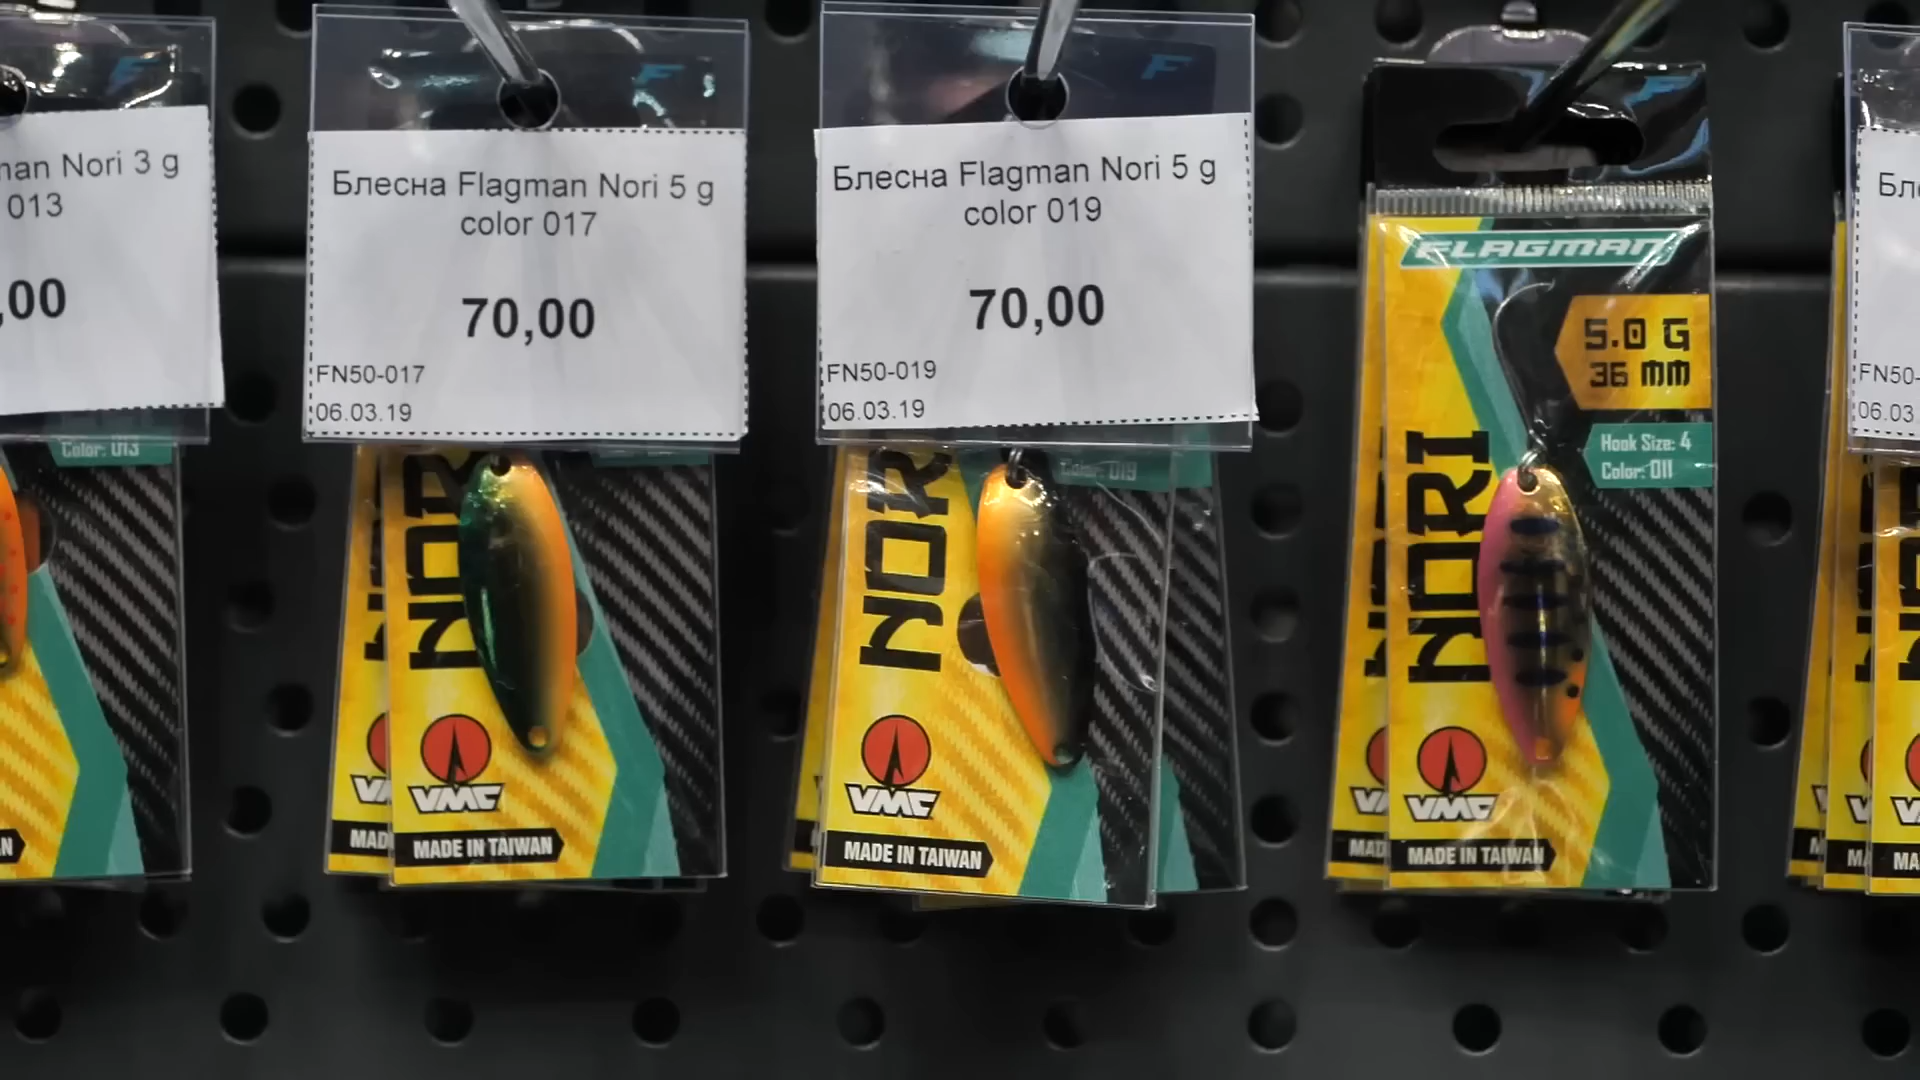 Nori 3 g
013
,00
Color: 013
Блесна Flagman Nori 5 g
color 017
70,00
FN50-017
06.03.19
NORI
VMC
MADE IN TAIWAN
Блесна Flagman Nori 5 g
color 019
70,00
FN50-019
06.03.19
Color: 019
NORI
VMC
MADE IN TAIWAN
FLAGMAN
5.0 G
36 mm
Hook Size: 4
Color: 011
NORI
VMC
MADE IN TAIWAN
FN50-
06.03